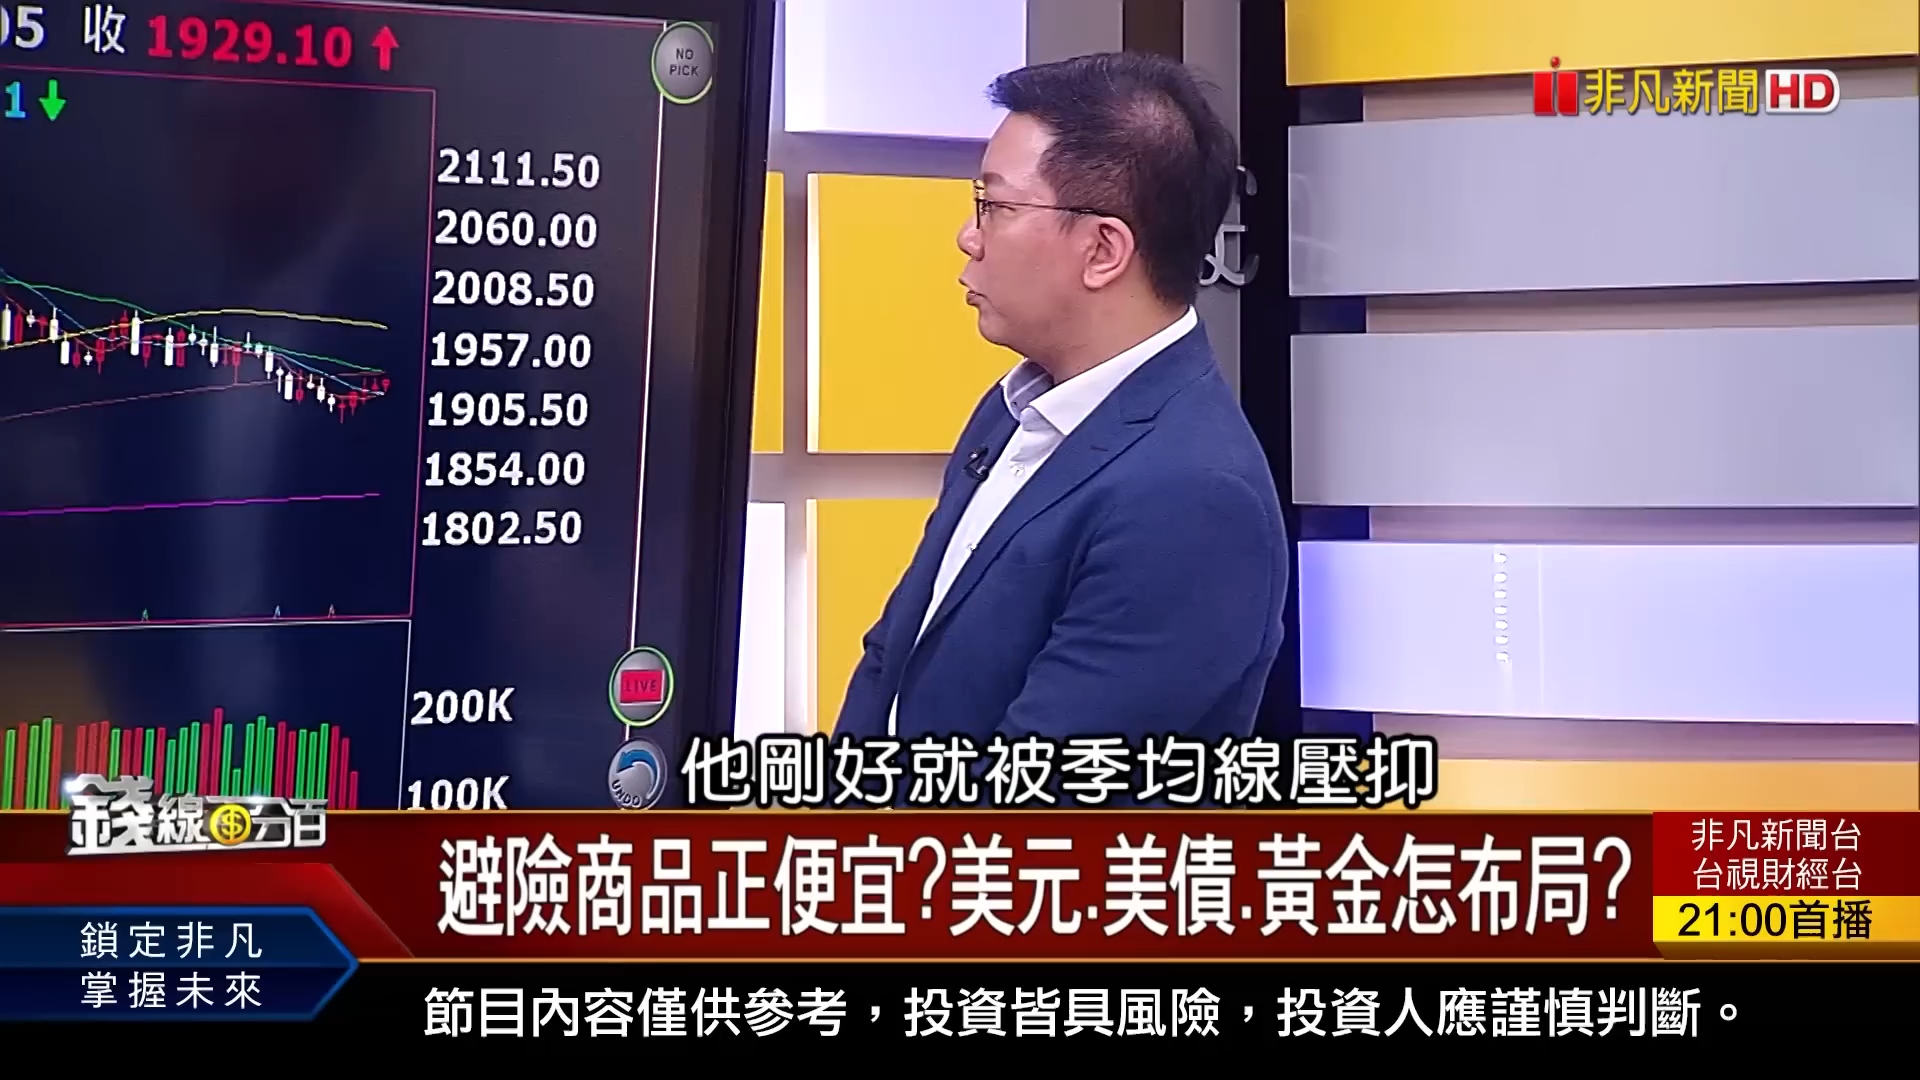 05 收 1929.10
1
NO
PICK
非凡新聞HD
2111.50
2060.00
2008.50
1957.00
1905.50
1854.00
1802.50
200K
100K
LIVE
UNDO
他剛好就被季均線壓抑
錢線百分百
避險商品正便宜?美元.美債.黃金怎布局?
非凡新聞台
台視財經台
21:00首播
鎖定非凡
掌握未來
節目內容僅供參考，投資皆具風險，投資人應謹慎判斷。